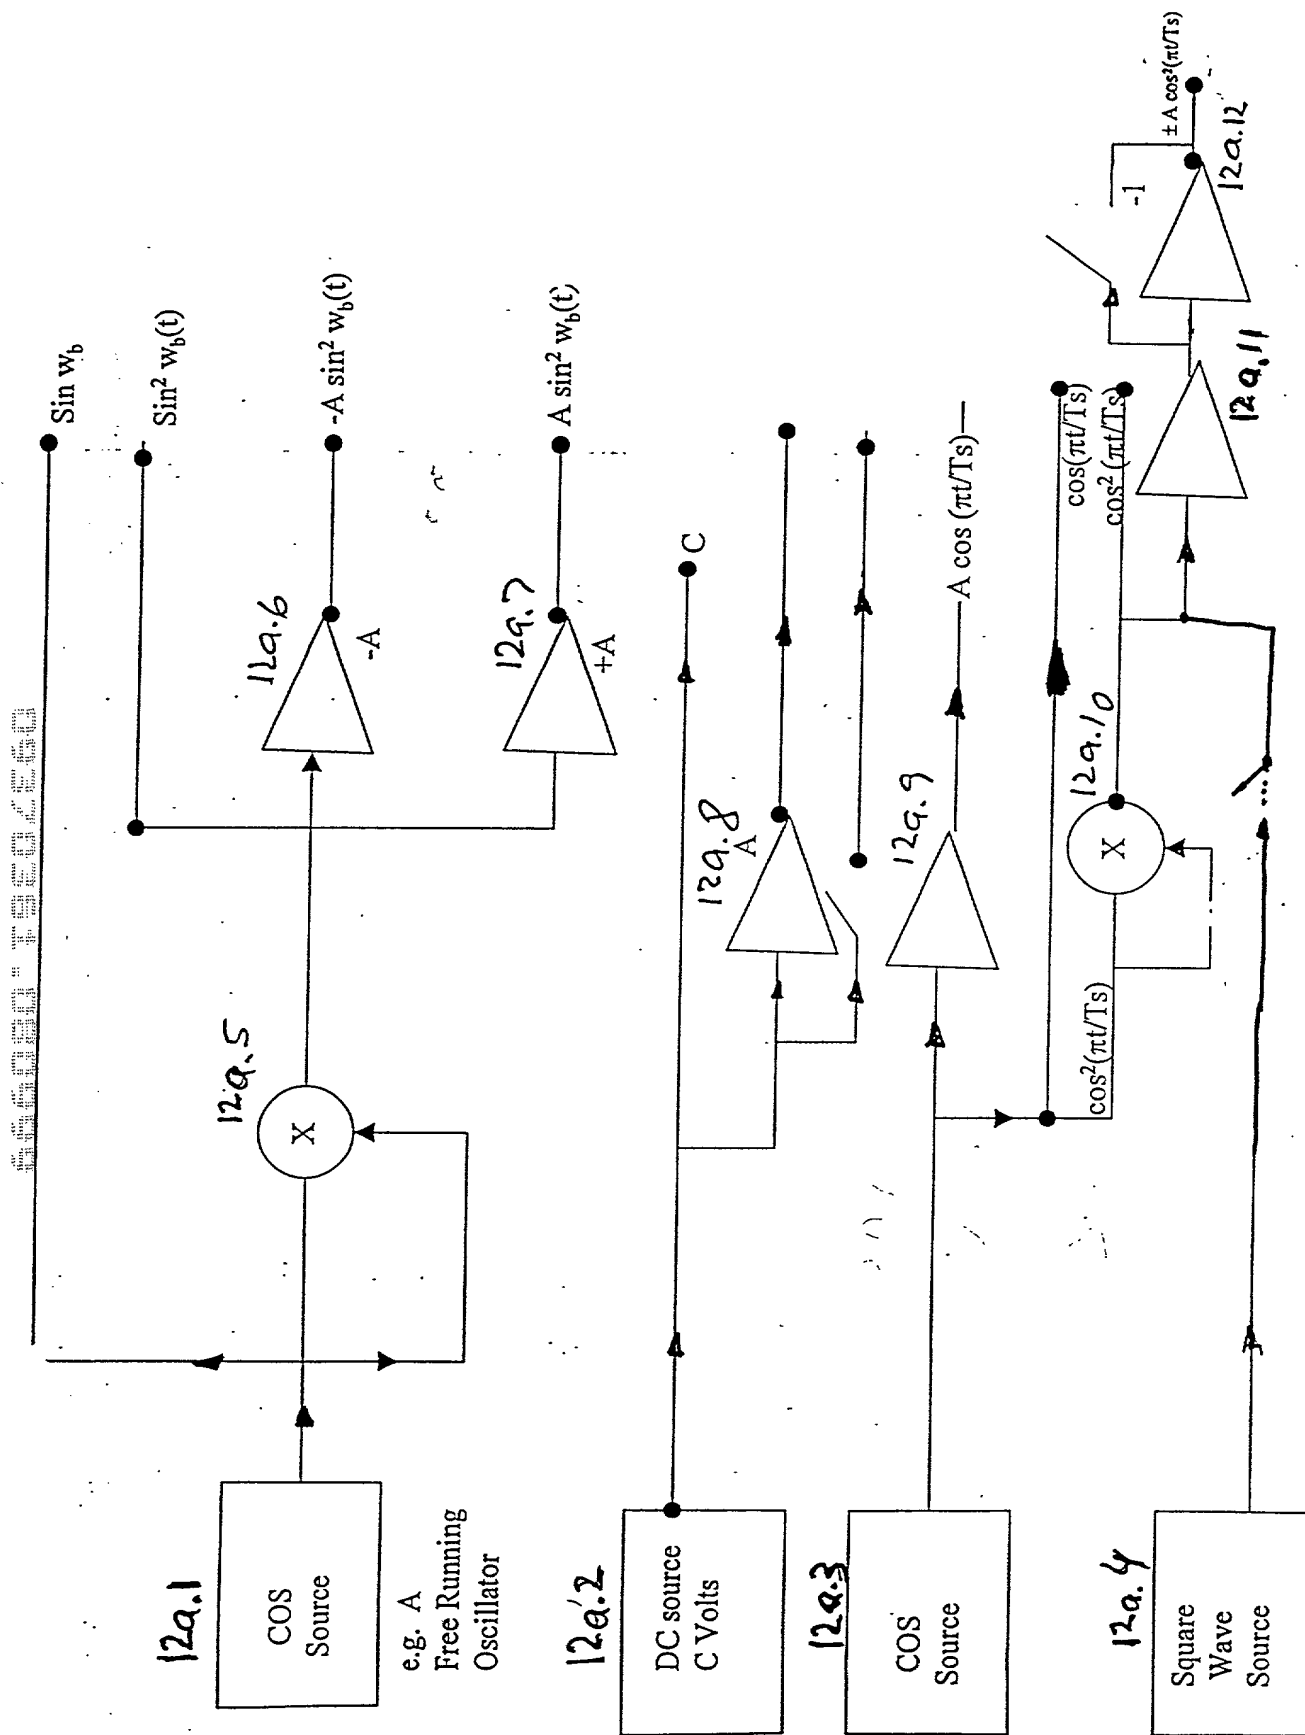 12a.1
COS
Source
e.g. A
Free Running
Oscillator
12a.5
X
Sin w_b
Sin² w_b(t)
12a.6
-A
-A sin² w_b(t)
12a.7
+A
A sin² w_b(t)
12a.2
DC source
C Volts
C
12a.8
A
12a.3
COS
Source
12a.9
A cos (πt/Ts)
cos²(πt/Ts)
X
12a.10
cos(πt/Ts)
cos²(πt/Ts)
12a.4
Square
Wave
Source
12a.11
-1
12a.12
±A cos²(πt/Ts)